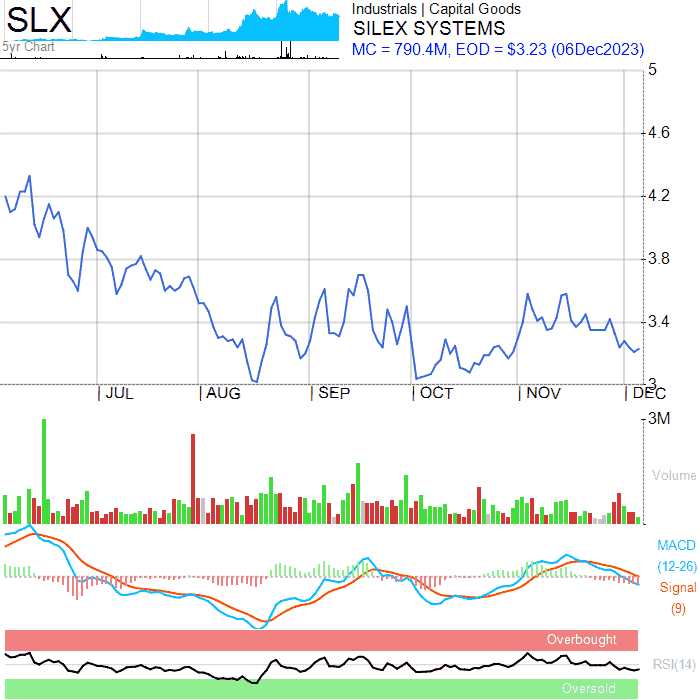 SLX
5yr Chart
Industrials | Capital Goods
SILEX SYSTEMS
MC = 790.4M, EOD = $3.23 (06Dec2023)
5
4.6
4.2
3.8
3.4
3
| JUL | AUG | SEP | OCT | NOV | DEC
3M
Volume
MACD
(12-26)
Signal
(9)
Overbought
RSI(14)
Oversold